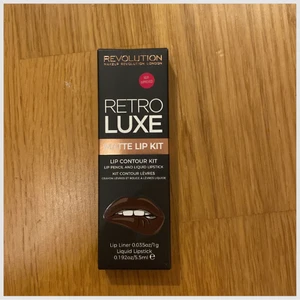 REVOLUTION
MAKEUP REVOLUTION LONDON
RETRO
LUXE
MATTE LIP KIT
LIP CONTOUR KIT
LIP PENCIL AND LIQUID LIPSTICK
KIT CONTOUR LÈVRES
Lip Liner 0.035oz/1g
Liquid Lipstick
0.192oz/5.5ml ℮